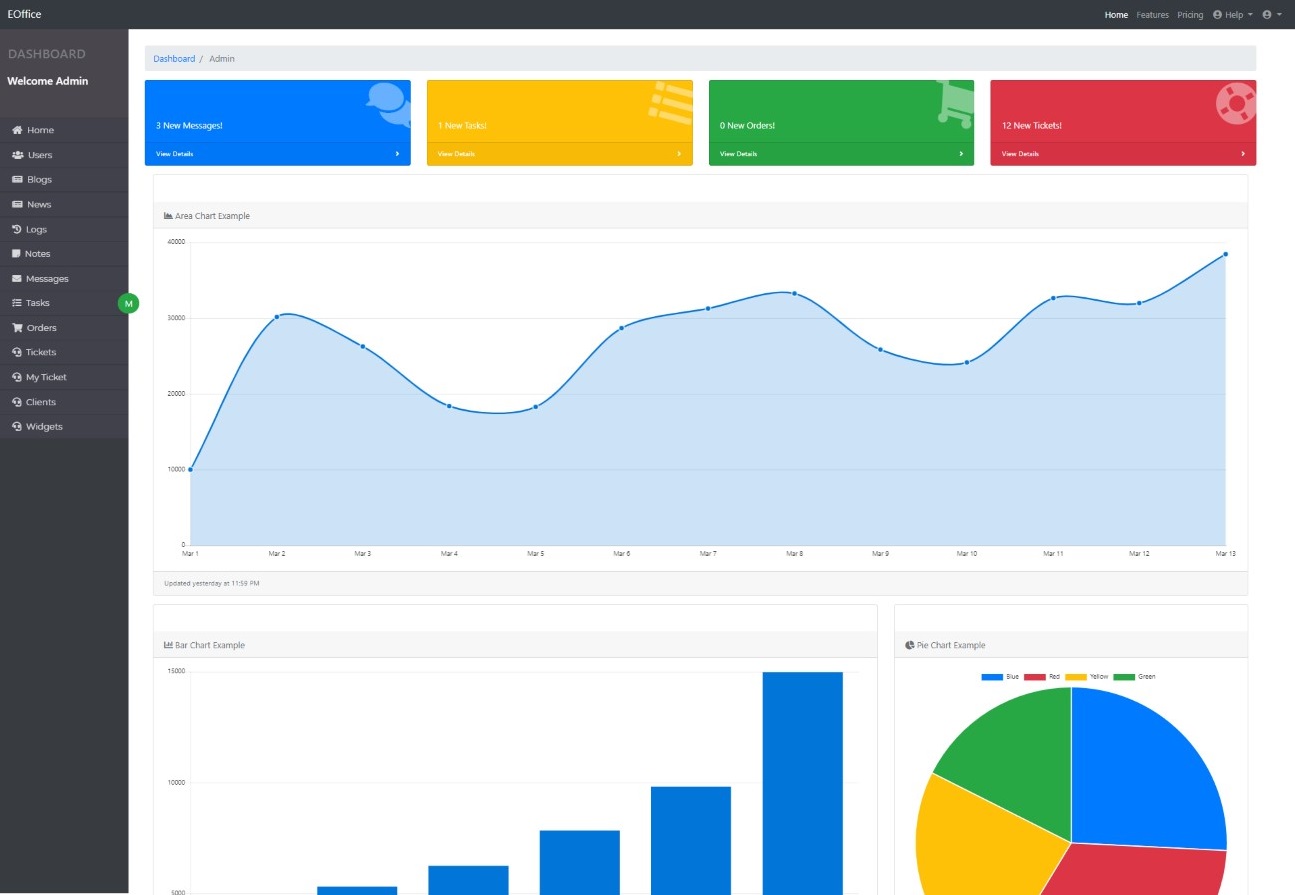 EOffice
Home Features Pricing Help
DASHBOARD
Welcome Admin
Home
Users
Blogs
News
Logs
Notes
Messages
Tasks
M
Orders
Tickets
My Ticket
Clients
Widgets
Dashboard / Admin
3 New Messages!
View Details
1 New Tasks!
View Details
0 New Orders!
View Details
12 New Tickets!
View Details
Area Chart Example
40000
30000
20000
10000
0
Mar 1 Mar 2 Mar 3 Mar 4 Mar 5 Mar 6 Mar 7 Mar 8 Mar 9 Mar 10 Mar 11 Mar 12 Mar 13
Updated yesterday at 11:59 PM
Bar Chart Example
15000
10000
5000
Pie Chart Example
Blue Red Yellow Green